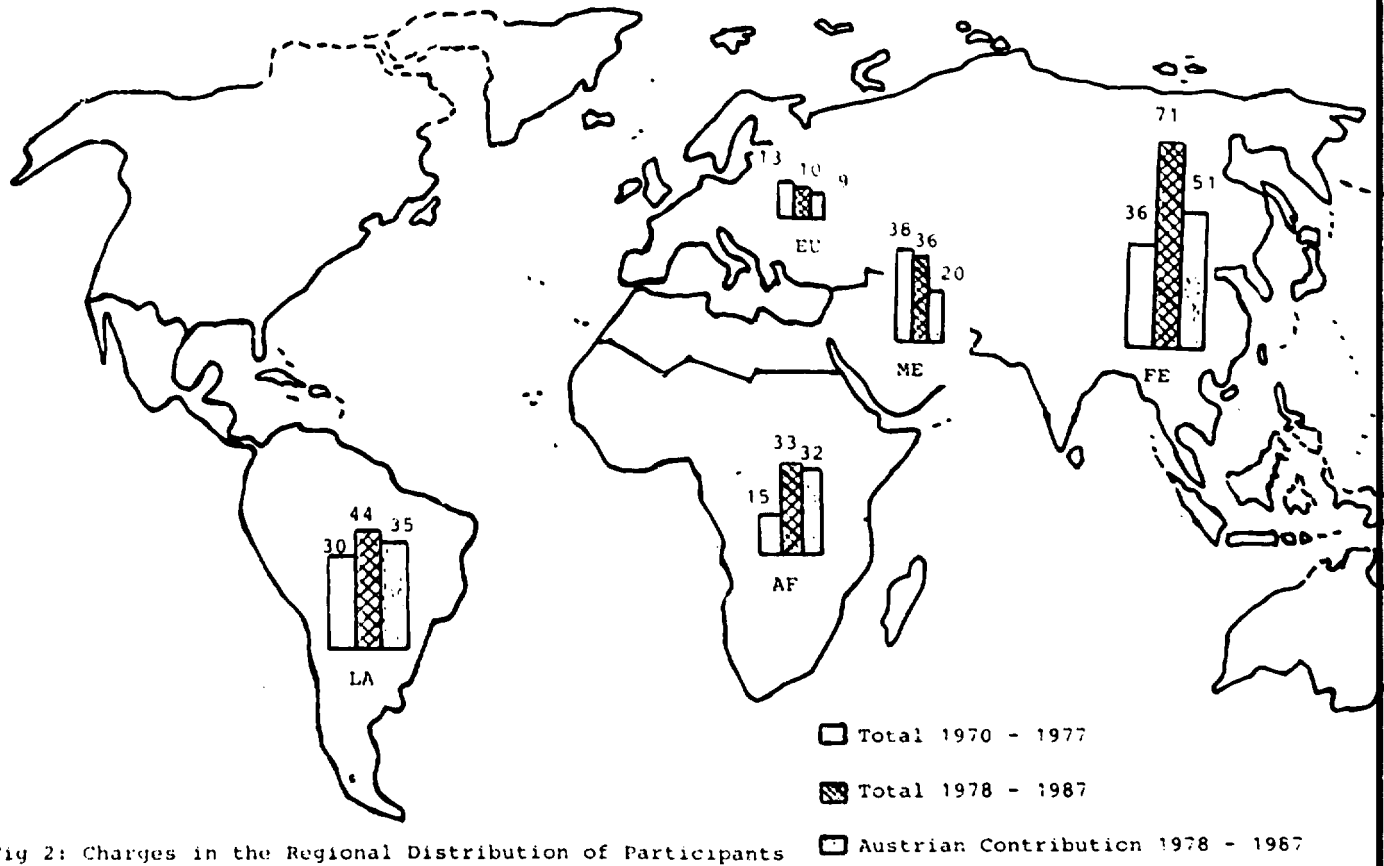 71
13
10
9
51
36
EU
38
36
20
ME
FE
33
32
15
AF
44
35
30
LA
Total 1970 - 1977
Total 1978 - 1987
Austrian Contribution 1978 - 1987
ig 2: Charges in the Regional Distribution of Participants